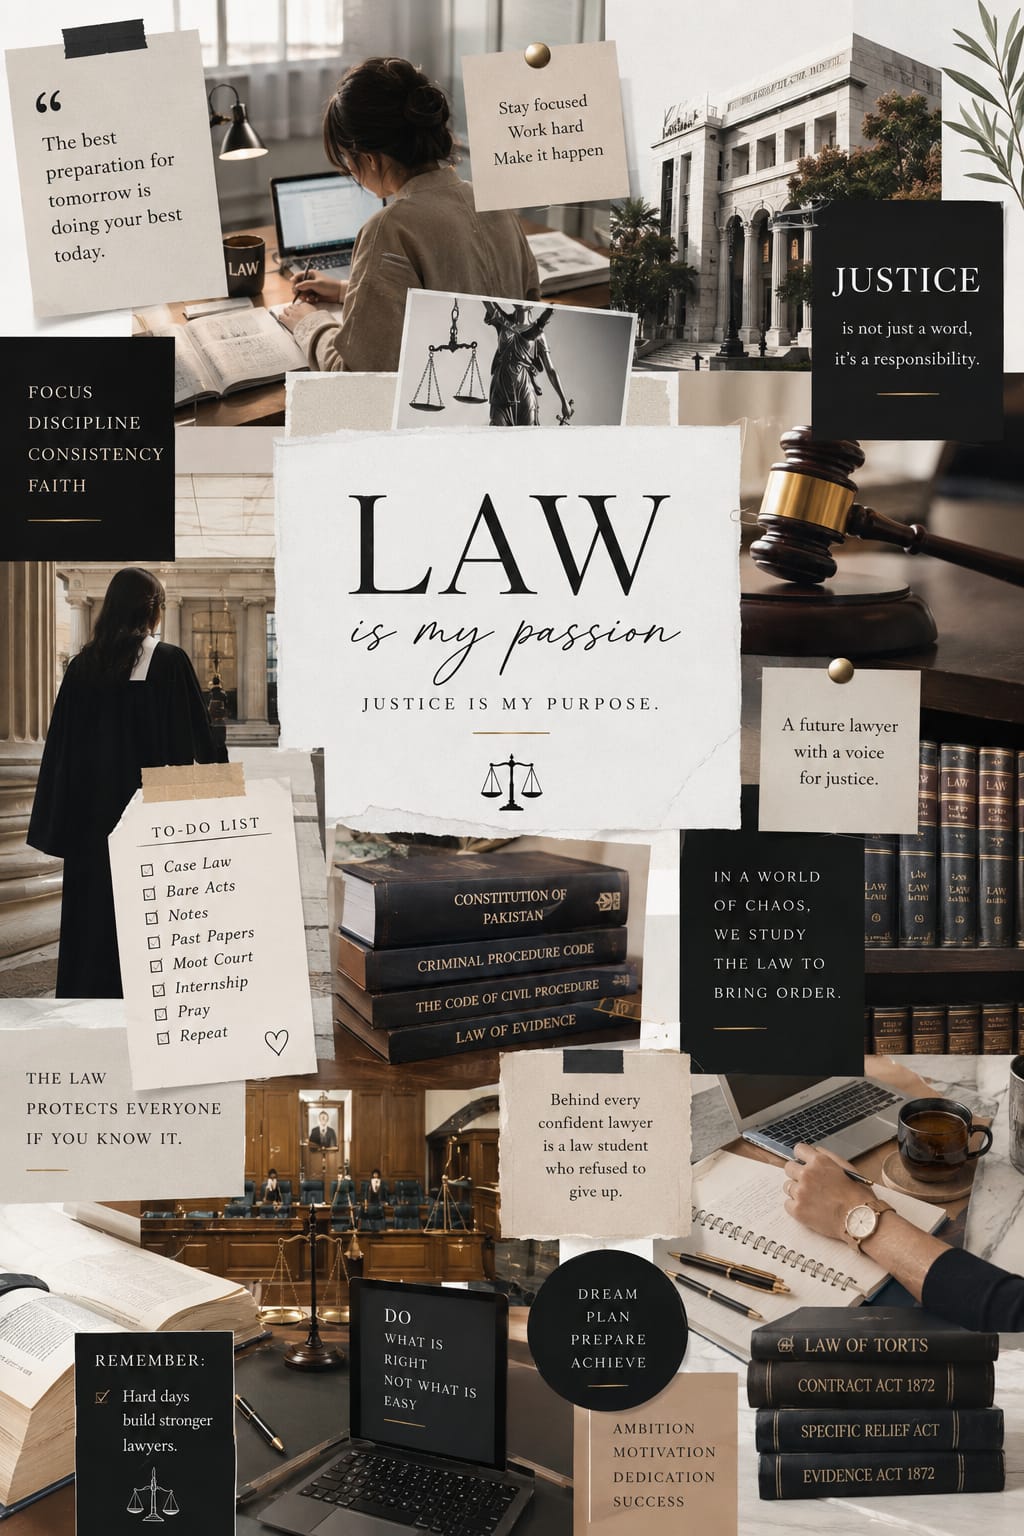 “
The best
preparation for
tomorrow is
doing your best
today.
LAW
Stay focused
Work hard
Make it happen
JUSTICE
is not just a word,
it's a responsibility.
FOCUS
DISCIPLINE
CONSISTENCY
FAITH
LAW
is my passion
JUSTICE IS MY PURPOSE.
A future lawyer
with a voice
for justice.
TO-DO LIST
Case Law
Bare Acts
Notes
Past Papers
Moot Court
Internship
Pray
Repeat
CONSTITUTION OF
PAKISTAN
CRIMINAL PROCEDURE CODE
THE CODE OF CIVIL PROCEDURE
LAW OF EVIDENCE
LAW
LAW
LAW
IN A WORLD
OF CHAOS,
WE STUDY
THE LAW TO
BRING ORDER.
THE LAW
PROTECTS EVERYONE
IF YOU KNOW IT.
Behind every
confident lawyer
is a law student
who refused to
give up.
DREAM
PLAN
PREPARE
ACHIEVE
DO
WHAT IS
RIGHT
NOT WHAT IS
EASY
REMEMBER:
Hard days
build stronger
lawyers.
AMBITION
MOTIVATION
DEDICATION
SUCCESS
LAW OF TORTS
CONTRACT ACT 1872
SPECIFIC RELIEF ACT
EVIDENCE ACT 1872